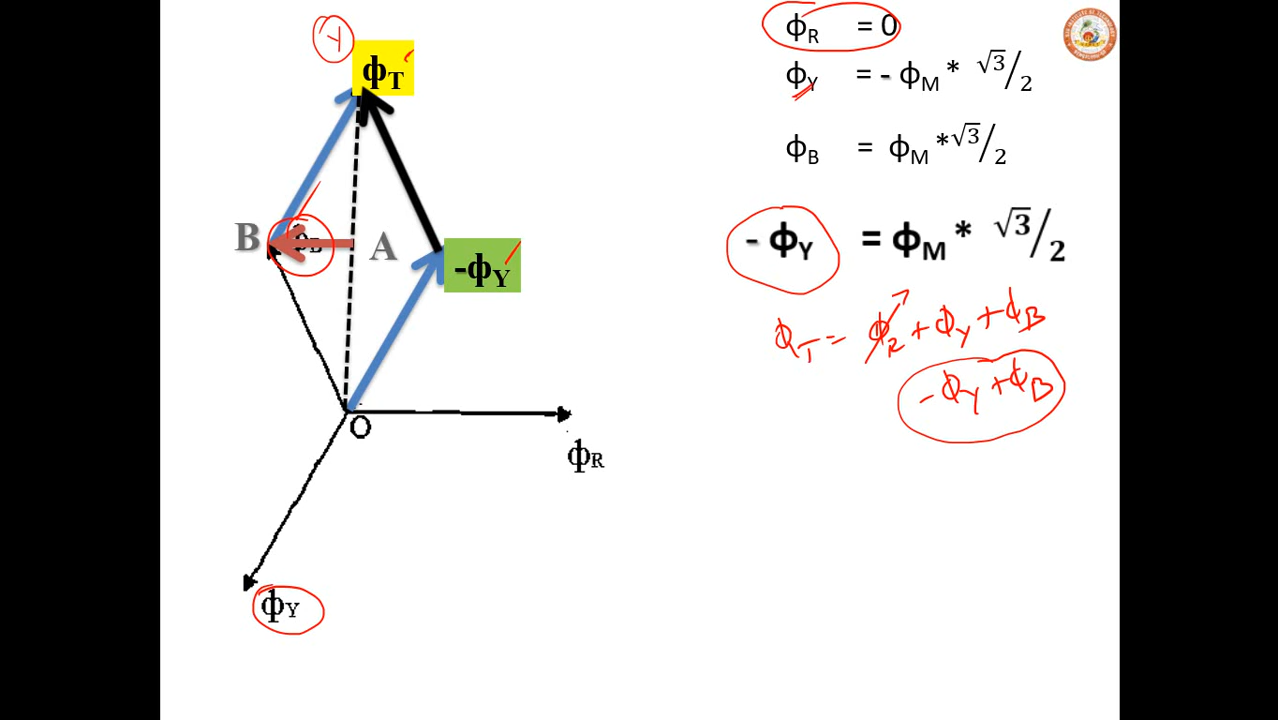 Y
ϕT
B
ϕB
A
-ϕY
O
ϕR
ϕY
ϕR = 0
ϕY = - ϕM * √3/2
ϕB = ϕM *√3/2
- ϕY = ϕM * √3/2
ϕT = ϕR + ϕY + ϕB
- ϕY + ϕB